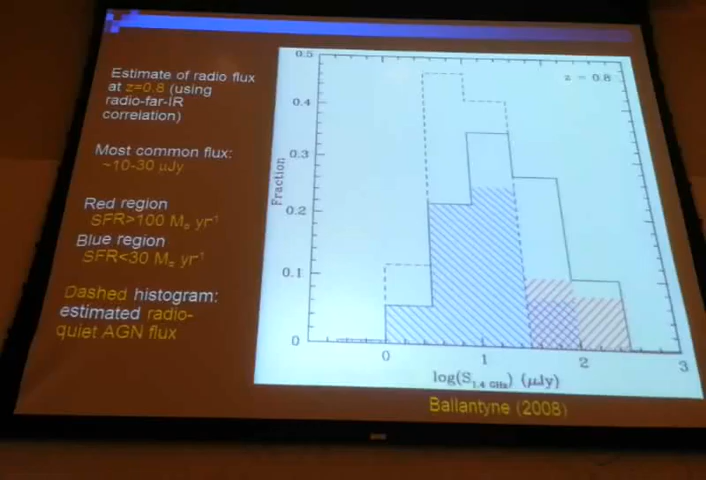 Estimate of radio flux
at z=0.8 (using
radio-far-IR
correlation)
Most common flux:
~10-30 μJy
Red region
SFR>100 M⊙ yr⁻¹
Blue region
SFR<30 M⊙ yr⁻¹
Dashed histogram:
estimated radio-
quiet AGN flux
z = 0.8
0.5
0.4
0.3
0.2
0.1
0
Fraction
0 1 2 3
log(S₁.₄ GHz) (μJy)
Ballantyne (2008)